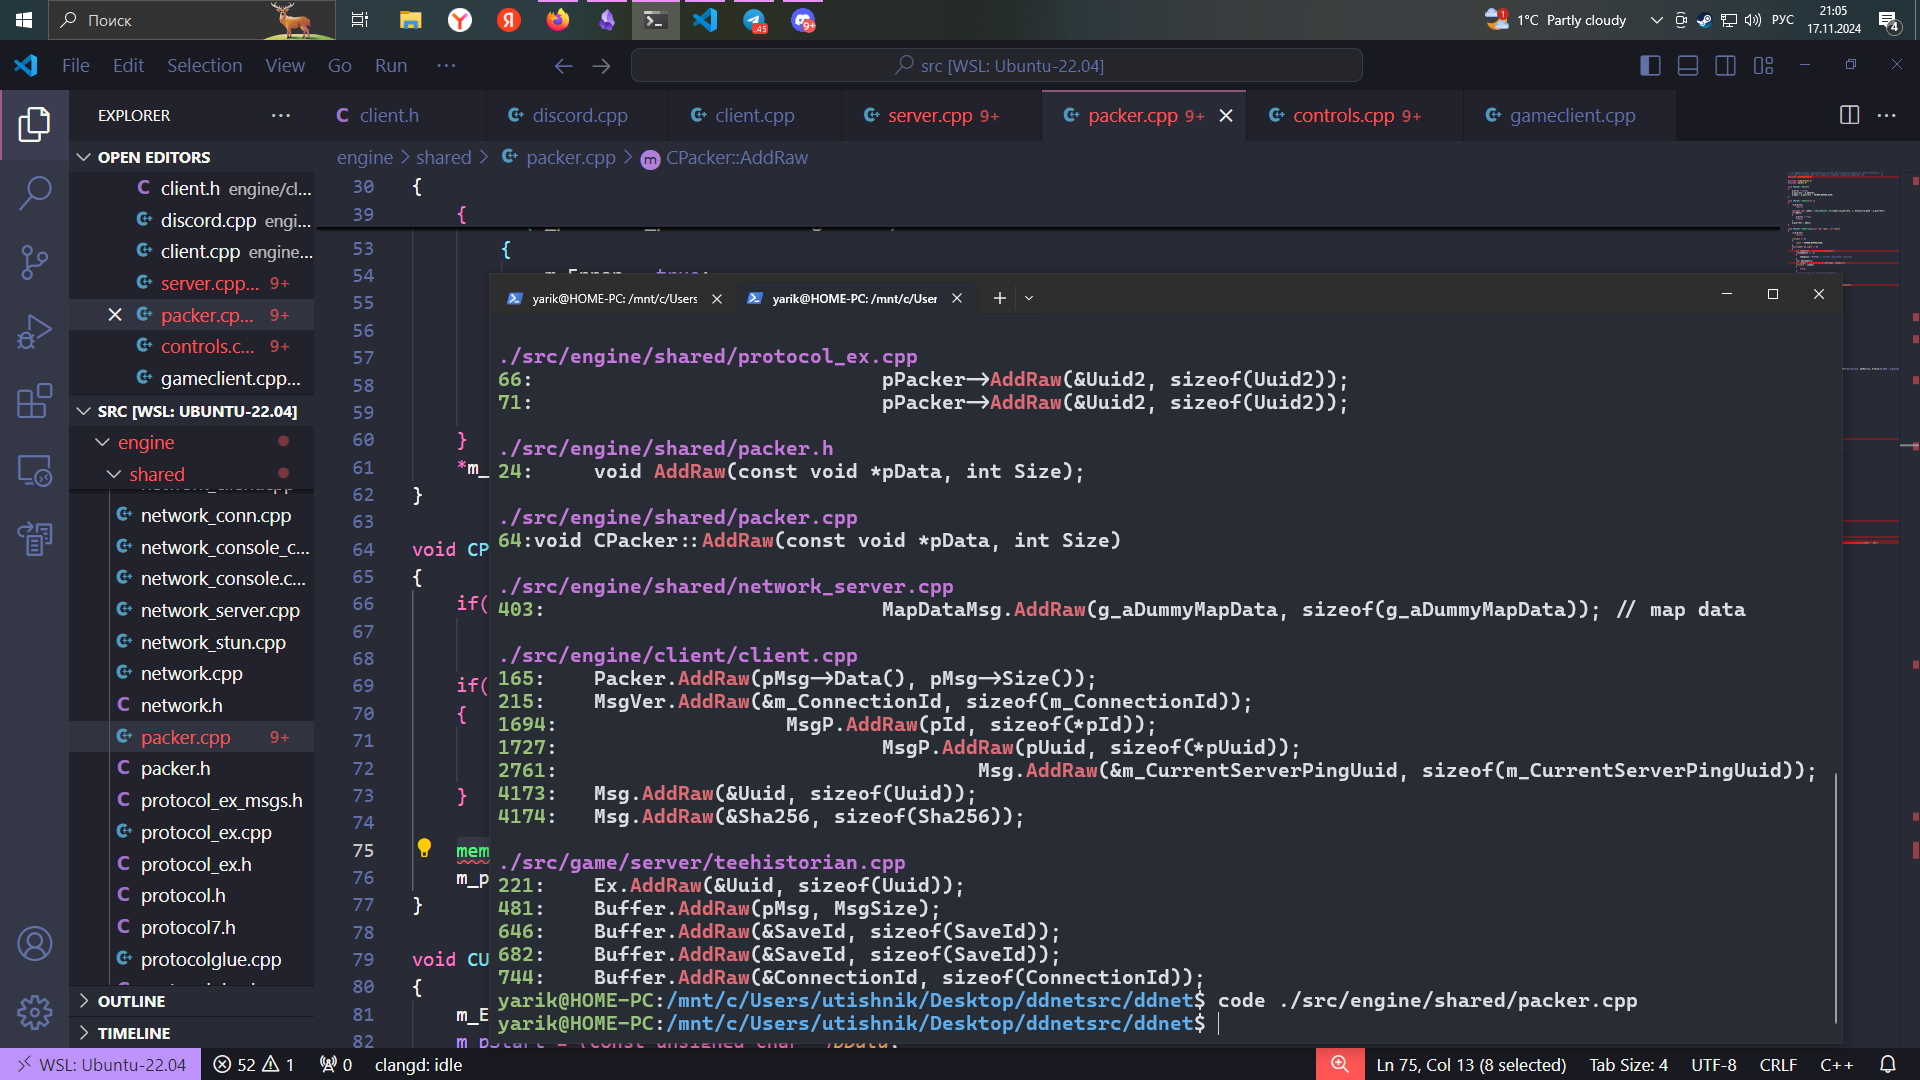 Поиск
45
9+
1
1°C Partly cloudy
РУС
21:05
17.11.2024
4
File Edit Selection View Go Run ···
src [WSL: Ubuntu-22.04]
EXPLORER ···
client.h
discord.cpp
client.cpp
server.cpp 9+
packer.cpp 9+
controls.cpp 9+
gameclient.cpp
engine > shared > packer.cpp > CPacker::AddRaw
OPEN EDITORS
client.h engine/cl...
discord.cpp engi...
client.cpp engine...
server.cpp... 9+
packer.cp... 9+
controls.c... 9+
gameclient.cpp...
SRC [WSL: UBUNTU-22.04]
engine
shared
network_conn.cpp
network_console_c...
network_console.c...
network_server.cpp
network_stun.cpp
network.cpp
network.h
packer.cpp 9+
packer.h
protocol_ex_msgs.h
protocol_ex.cpp
protocol_ex.h
protocol.h
protocol7.h
protocolglue.cpp
OUTLINE
TIMELINE
30 {
39 {
53 {
54
55
56
57
58
59
60 }
61 *m_
62 }
63
64 void CP
65 {
66 if(
67
68
69 if(
70 {
71
72
73 }
74
75 mem
76 m_p
77 }
78
79 void CU
80 {
81 m_E
82
yarik@HOME-PC: /mnt/c/Users
yarik@HOME-PC: /mnt/c/User
./src/engine/shared/protocol_ex.cpp
66: pPacker->AddRaw(&Uuid2, sizeof(Uuid2));
71: pPacker->AddRaw(&Uuid2, sizeof(Uuid2));
./src/engine/shared/packer.h
24: void AddRaw(const void *pData, int Size);
./src/engine/shared/packer.cpp
64:void CPacker::AddRaw(const void *pData, int Size)
./src/engine/shared/network_server.cpp
403: MapDataMsg.AddRaw(g_aDummyMapData, sizeof(g_aDummyMapData)); // map data
./src/engine/client/client.cpp
165: Packer.AddRaw(pMsg->Data(), pMsg->Size());
215: MsgVer.AddRaw(&m_ConnectionId, sizeof(m_ConnectionId));
1694: MsgP.AddRaw(pId, sizeof(*pId));
1727: MsgP.AddRaw(pUuid, sizeof(*pUuid));
2761: Msg.AddRaw(&m_CurrentServerPingUuid, sizeof(m_CurrentServerPingUuid));
4173: Msg.AddRaw(&Uuid, sizeof(Uuid));
4174: Msg.AddRaw(&Sha256, sizeof(Sha256));
./src/game/server/teehistorian.cpp
221: Ex.AddRaw(&Uuid, sizeof(Uuid));
481: Buffer.AddRaw(pMsg, MsgSize);
646: Buffer.AddRaw(&SaveId, sizeof(SaveId));
682: Buffer.AddRaw(&SaveId, sizeof(SaveId));
744: Buffer.AddRaw(&ConnectionId, sizeof(ConnectionId));
yarik@HOME-PC:/mnt/c/Users/utishnik/Desktop/ddnetsrc/ddnet$ code ./src/engine/shared/packer.cpp
yarik@HOME-PC:/mnt/c/Users/utishnik/Desktop/ddnetsrc/ddnet$
WSL: Ubuntu-22.04
52 1
0
clangd: idle
Ln 75, Col 13 (8 selected)
Tab Size: 4
UTF-8
CRLF
C++